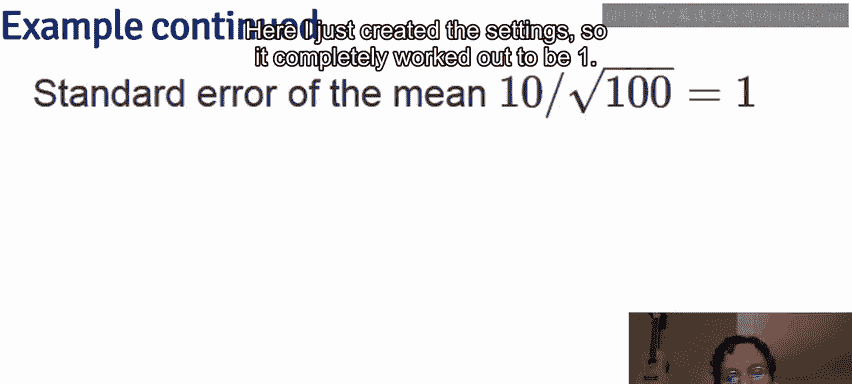 Example continued
Here I just created the settings, so
it completely worked out to be 1.
Standard error of the mean 10/√100 = 1